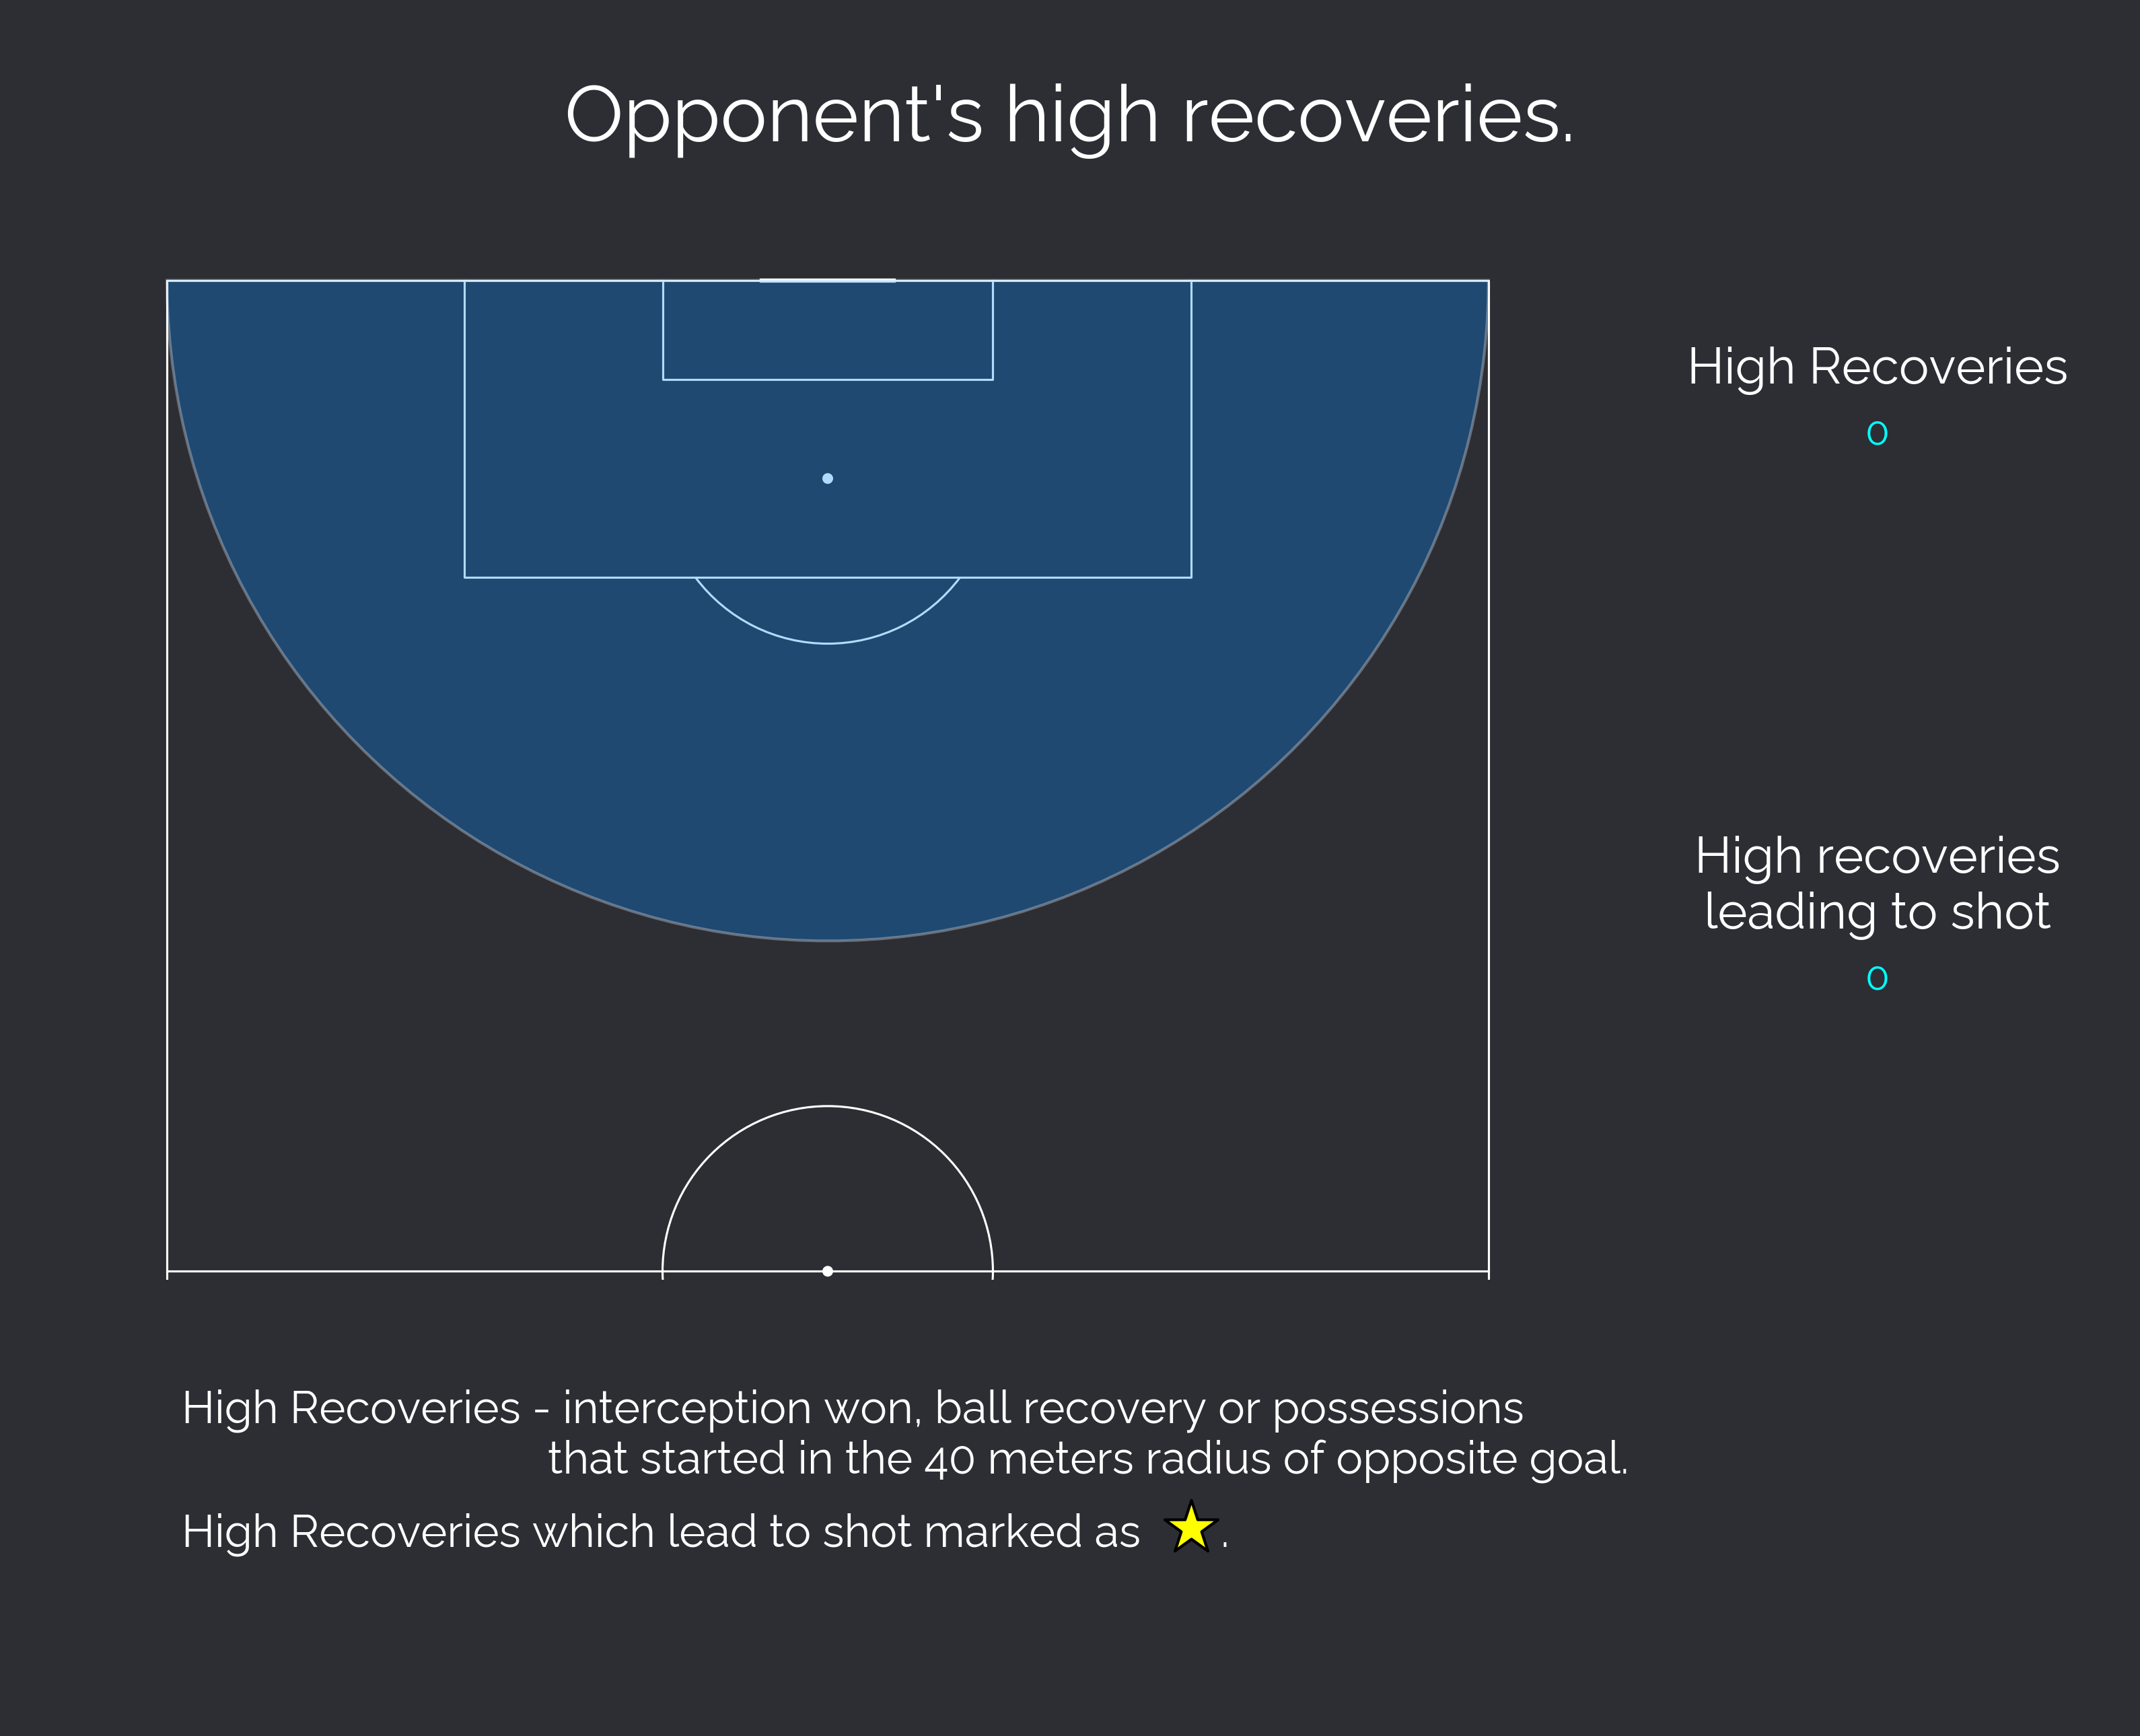 Opponent's high recoveries.
High Recoveries
0
High recoveries
leading to shot
0
High Recoveries - interception won, ball recovery or possessions
that started in the 40 meters radius of opposite goal.
High Recoveries which lead to shot marked as .